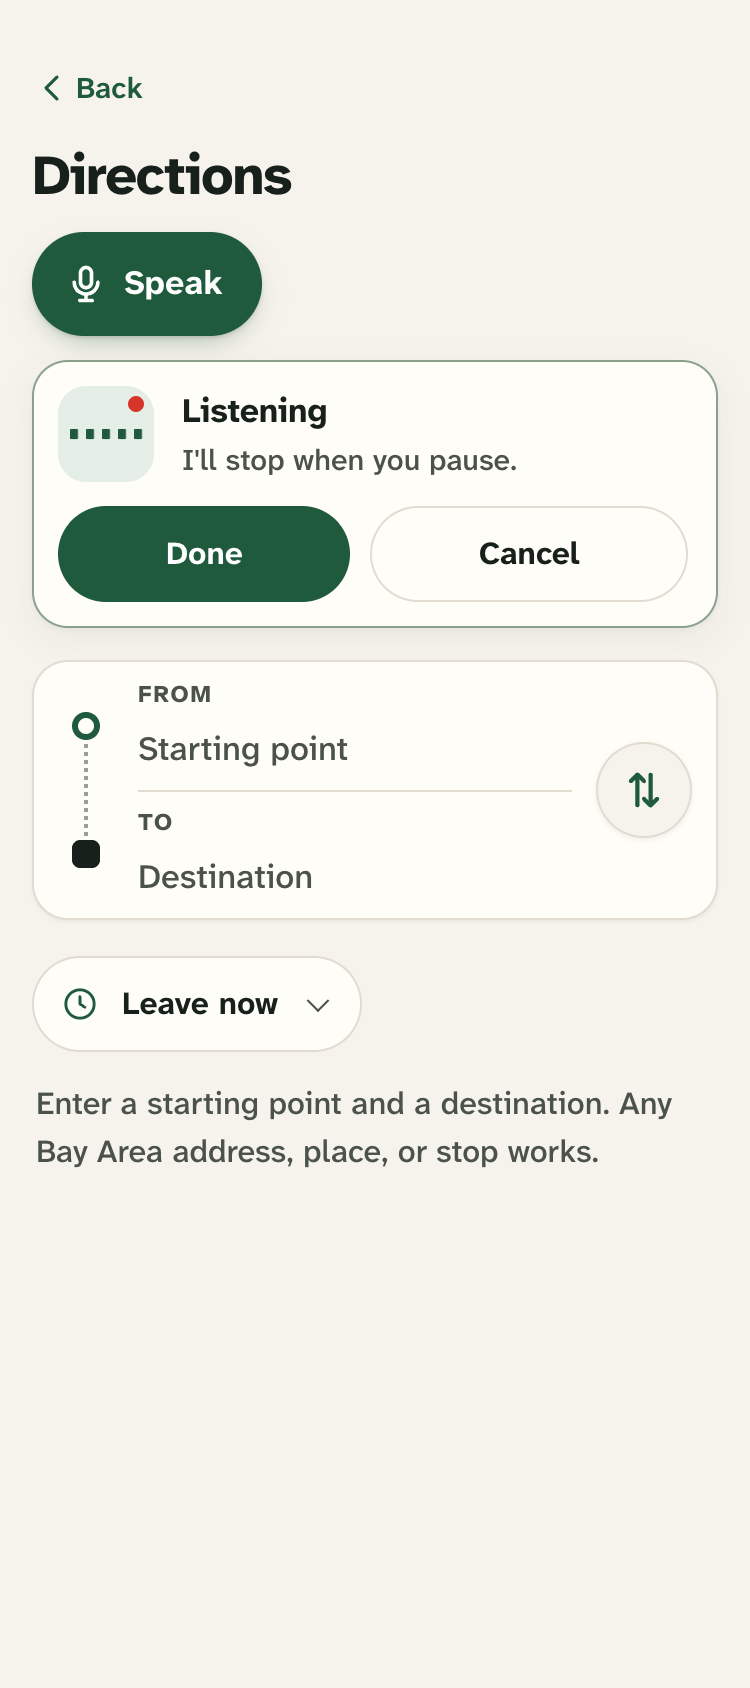 Back
Directions
Speak
Listening
I'll stop when you pause.
Done
Cancel
FROM
Starting point
TO
Destination
Leave now
Enter a starting point and a destination. Any
Bay Area address, place, or stop works.